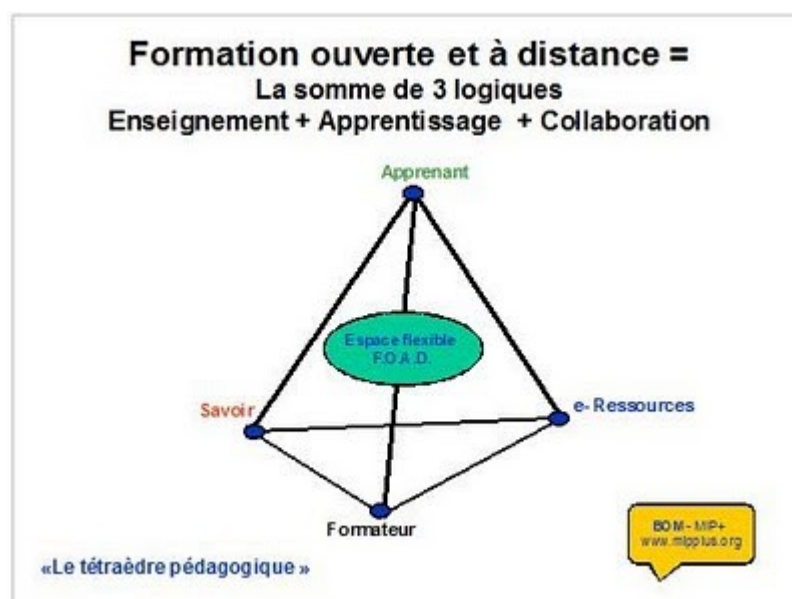 Formation ouverte et à distance =
La somme de 3 logiques
Enseignement + Apprentissage + Collaboration
Apprenant
Espace flexible
F.O.A.D.
Savoir
e- Ressources
Formateur
BOM - MIP+
www.mipplus.org
«Le tétraèdre pédagogique »